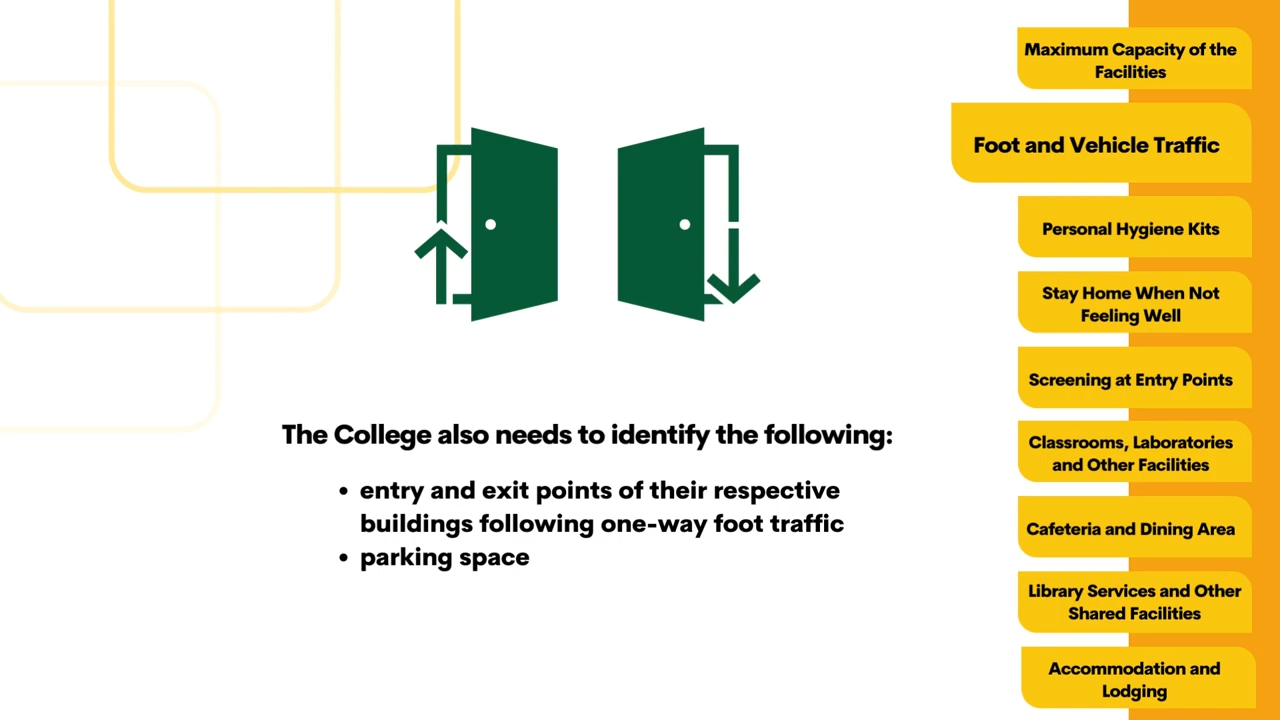 The College also needs to identify the following:
• entry and exit points of their respective
buildings following one-way foot traffic
• parking space
Maximum Capacity of the
Facilities
Foot and Vehicle Traffic
Personal Hygiene Kits
Stay Home When Not
Feeling Well
Screening at Entry Points
Classrooms, Laboratories
and Other Facilities
Cafeteria and Dining Area
Library Services and Other
Shared Facilities
Accommodation and
Lodging